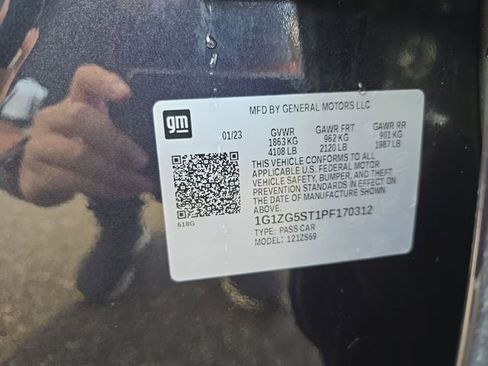 MFD BY GENERAL MOTORS LLC
gm
01/23 GVWR GAWR FRT GAWR RR
1863 KG 962 KG 901 KG
4108 LB 2120 LB 1987 LB
THIS VEHICLE CONFORMS TO ALL
APPLICABLE U.S. FEDERAL MOTOR
VEHICLE SAFETY, BUMPER, AND THEFT
PREVENTION STANDARDS IN EFFECT ON
THE DATE OF MANUFACTURE SHOWN
ABOVE.
618G
1G1ZG5ST1PF170312
TYPE: PASS CAR
MODEL: 121ZS69